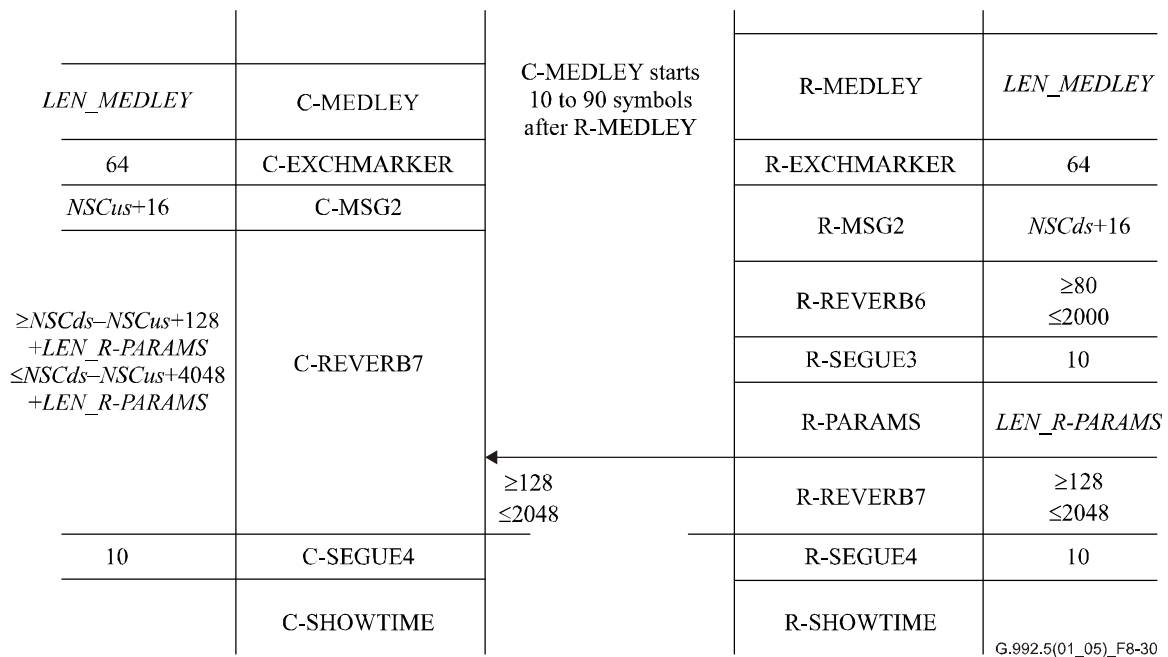 LEN_MEDLEY
C-MEDLEY
C-MEDLEY starts
10 to 90 symbols
after R-MEDLEY
R-MEDLEY
LEN_MEDLEY
64
C-EXCHMARKER
R-EXCHMARKER
64
NSCus+16
C-MSG2
R-MSG2
NSCds+16
≥NSCds–NSCus+128
+LEN_R-PARAMS
≤NSCds–NSCus+4048
+LEN_R-PARAMS
C-REVERB7
R-REVERB6
≥80
≤2000
R-SEGUE3
10
R-PARAMS
LEN_R-PARAMS
≥128
≤2048
R-REVERB7
≥128
≤2048
10
C-SEGUE4
R-SEGUE4
10
C-SHOWTIME
R-SHOWTIME
G.992.5(01_05)_F8-30